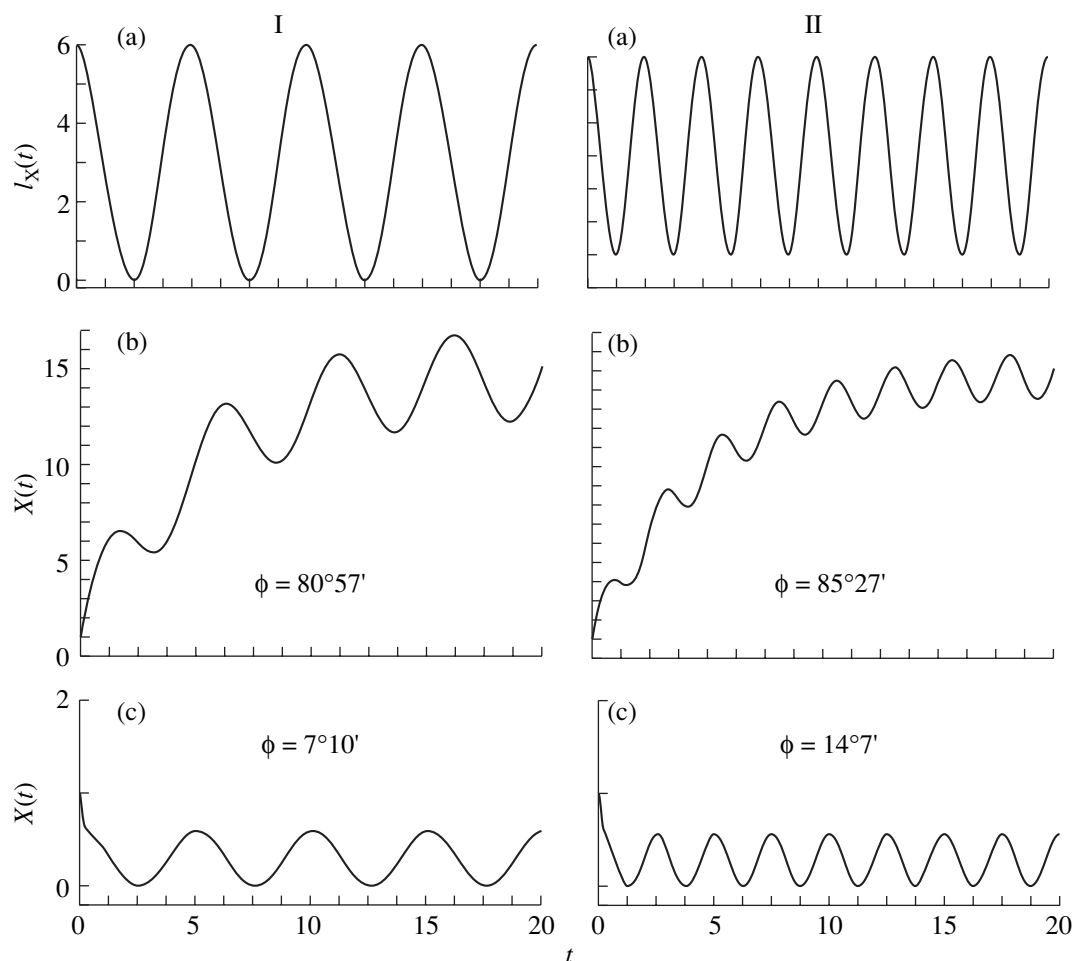 I
II
(a)
(a)
6
4
2
0
l_X(t)
(b)
(b)
15
10
5
0
X(t)
ϕ = 80°57'
ϕ = 85°27'
(c)
(c)
2
0
X(t)
ϕ = 7°10'
ϕ = 14°7'
0 5 10 15 20
0 5 10 15 20
t